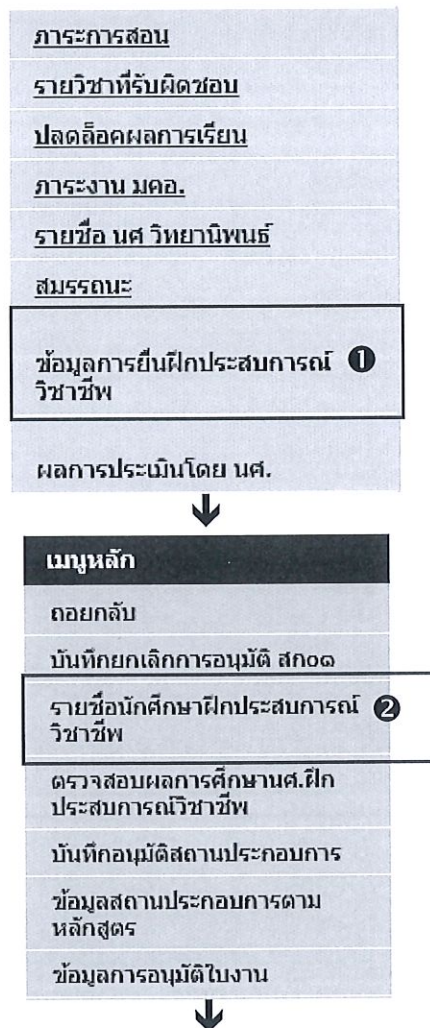 ภาระการสอน
รายวิชาที่รับผิดชอบ
ปลดล็อคผลการเรียน
ภาระงาน มคอ.
รายชื่อ นศ วิทยานิพนธ์
สมรรถนะ
ข้อมูลการยื่นฝึกประสบการณ์ ❶
วิชาชีพ
ผลการประเมินโดย นศ.
เมนูหลัก
ถอยกลับ
บันทึกยกเลิกการอนุมัติ สก๐๑
รายชื่อนักศึกษาฝึกประสบการณ์ ❷
วิชาชีพ
ตรวจสอบผลการศึกษานศ.ฝึก
ประสบการณ์วิชาชีพ
บันทึกอนุมัติสถานประกอบการ
ข้อมูลสถานประกอบการตาม
หลักสูตร
ข้อมูลการอนุมัติใบงาน